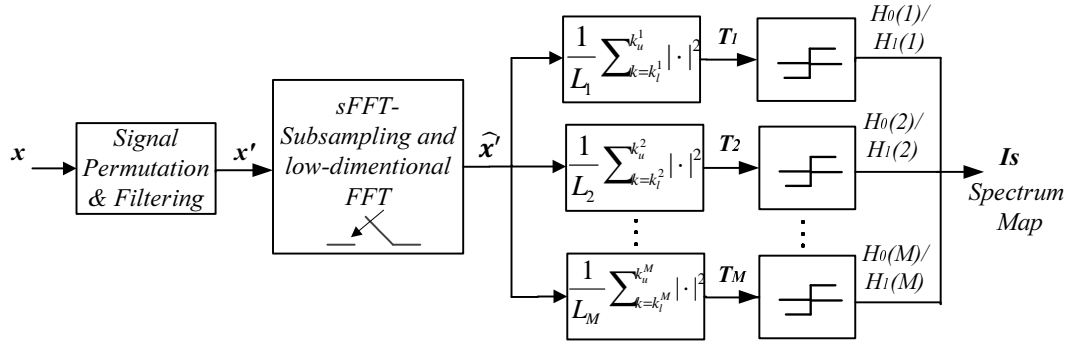 x
Signal
Permutation
& Filtering
x'
sFFT-
Subsampling and
low-dimentional
FFT
x̂'
1/L₁ ∑_{k=k_l^1}^{k_u^1} |·|²
T₁
H₀(1)/
H₁(1)
1/L₂ ∑_{k=k_l^2}^{k_u^2} |·|²
T₂
H₀(2)/
H₁(2)
1/L_M ∑_{k=k_l^M}^{k_u^M} |·|²
T_M
H₀(M)/
H₁(M)
Is
Spectrum
Map